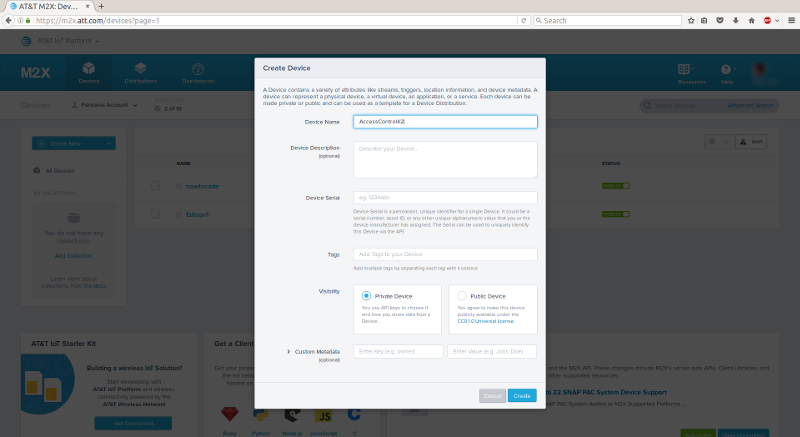 AT&T M2X: Dev...
https://m2x.att.com/devices?page=1
Search
AT&T IoT Platform
M2X
Devices
Distributions
Dashboards
Resources
Help
Devices
Personal Account
Search Devices
Advanced Search
Create New
All Devices
You do not have any
collections.
Add Collection
Learn more about
collections from the docs.
NAME
STATUS
MAP
howtocode
Edison1
Create Device
A Device contains a variety of attributes like streams, triggers, location information, and device metadata. A
device can represent a physical device, a virtual device, an application, or a service. Each device can be
made private or public and can be used as a template for a Device Distribution.
Device Name
AccessControl42
Device Description
(optional)
Describe your Device...
Device Serial
eg. 1234abc
Device Serial is a permanent, unique identifier for a single Device. It could be a
serial number, asset ID, or any other unique alphanumeric value that you or the
device manufacturer has assigned. The Serial can be used to uniquely identify
this Device via the API.
Tags
Add Tags to your Device
Add multiple tags by separating each tag with a comma
Visibility
Private Device
You use API keys to choose if
and how you share data from a
Device.
Public Device
You agree to make this device
publicly available under the
CC0 1.0 Universal license
Custom Metadata
(optional)
Enter Key (e.g. owner)
Enter Value (e.g. John Doe)
Cancel
Create
AT&T IoT Starter Kit
Building a wireless IoT Solution?
Start developing with
AT&T IoT Platform and wireless
connectivity powered by the
AT&T Wireless Network.
Get Connected
Get a Client
Get your projec
the list below
Ruby
Python
Node.js
JavaScript
C
and the M2X API. Those changes include M2X's server-side APIs, Client Libraries, and
other supported resources.
to 22 SNAP PAC System Device Support
PAC System Added to M2X Supported Platforms ...